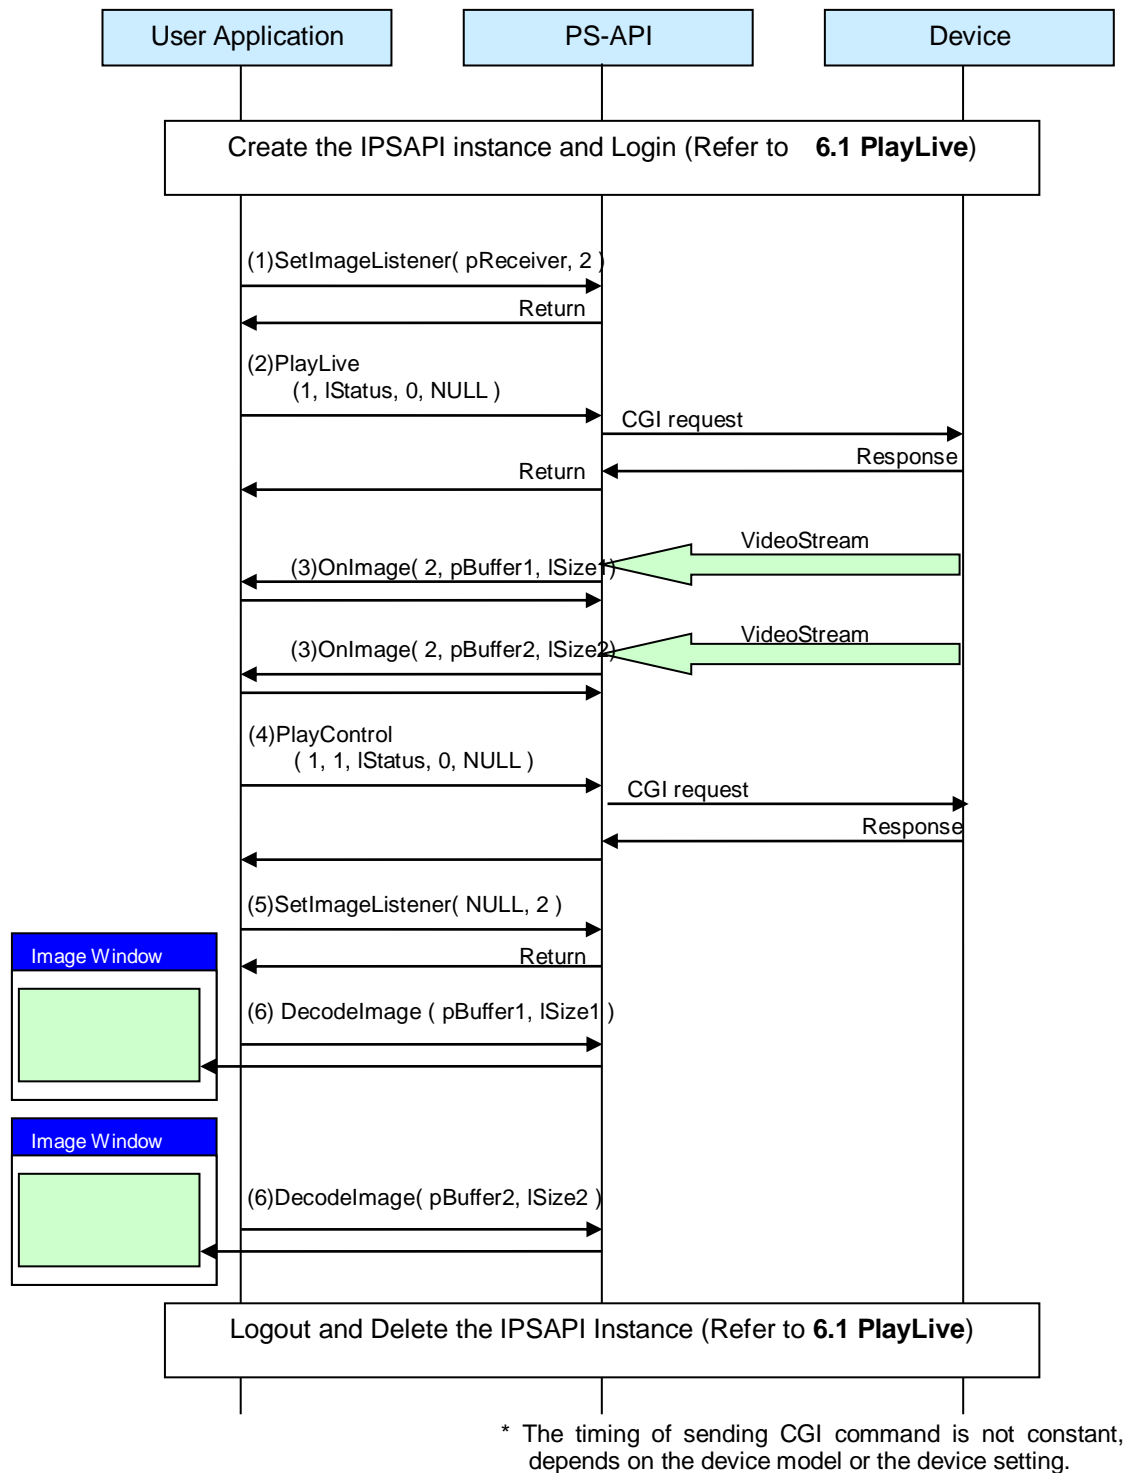 User Application
PS-API
Device
Create the IPSAPI instance and Login (Refer to 6.1 PlayLive)
(1)SetImageListener( pReceiver, 2 )
Return
(2)PlayLive
(1, lStatus, 0, NULL )
CGI request
Response
Return
VideoStream
(3)OnImage( 2, pBuffer1, lSize1)
VideoStream
(3)OnImage( 2, pBuffer2, lSize2)
(4)PlayControl
( 1, 1, lStatus, 0, NULL )
CGI request
Response
(5)SetImageListener( NULL, 2 )
Return
Image Window
(6) DecodeImage ( pBuffer1, lSize1 )
Image Window
(6)DecodeImage( pBuffer2, lSize2 )
Logout and Delete the IPSAPI Instance (Refer to 6.1 PlayLive)
* The timing of sending CGI command is not constant,
depends on the device model or the device setting.